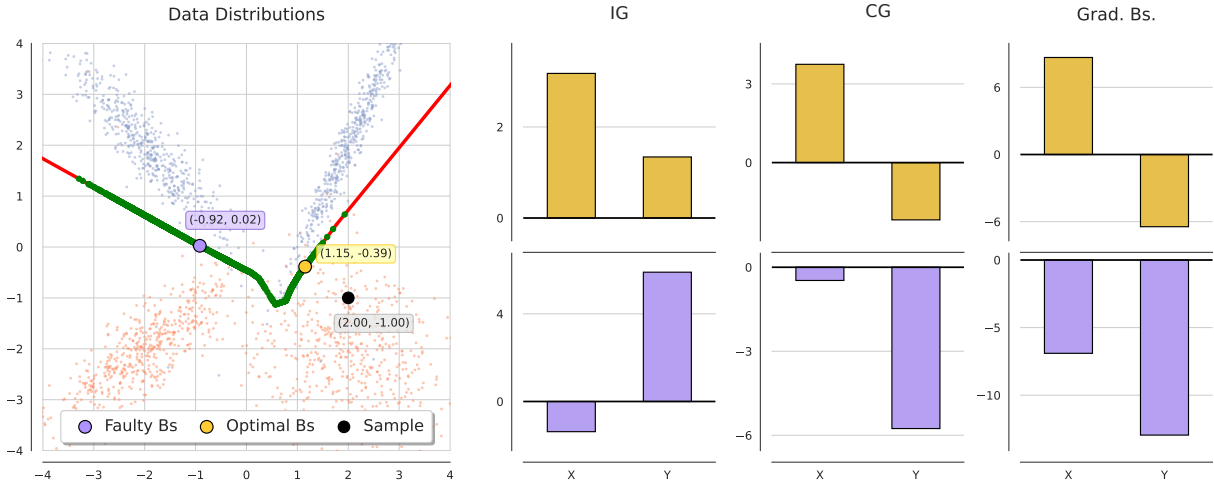 Data Distributions
IG
CG
Grad. Bs.
4
3
2
1
0
−1
−2
−3
−4
−4
−3
−2
−1
0
1
2
3
4
(-0.92, 0.02)
(1.15, -0.39)
(2.00, -1.00)
Faulty Bs
Optimal Bs
Sample
2
0
4
0
X
Y
3
0
0
−3
−6
X
Y
6
0
−6
0
−5
−10
X
Y